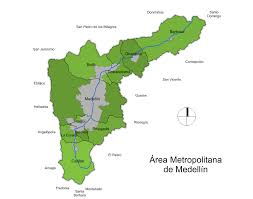 Donmatías
Santo
Domingo
San Pedro de los Milagros
Barbosa
San Jerónimo
Girardota
Bello
Copacabana
San Vicente
Ebéjico
Medellín
Guarne
Heliconia
Rionegro
Angelópolis
Itagüí
Envigado
La Estrella
Sabaneta
El Retiro
Caldas
Amagá
Fredonia
Santa
Bárbara
Montebello
Área Metropolitana
de Medellín